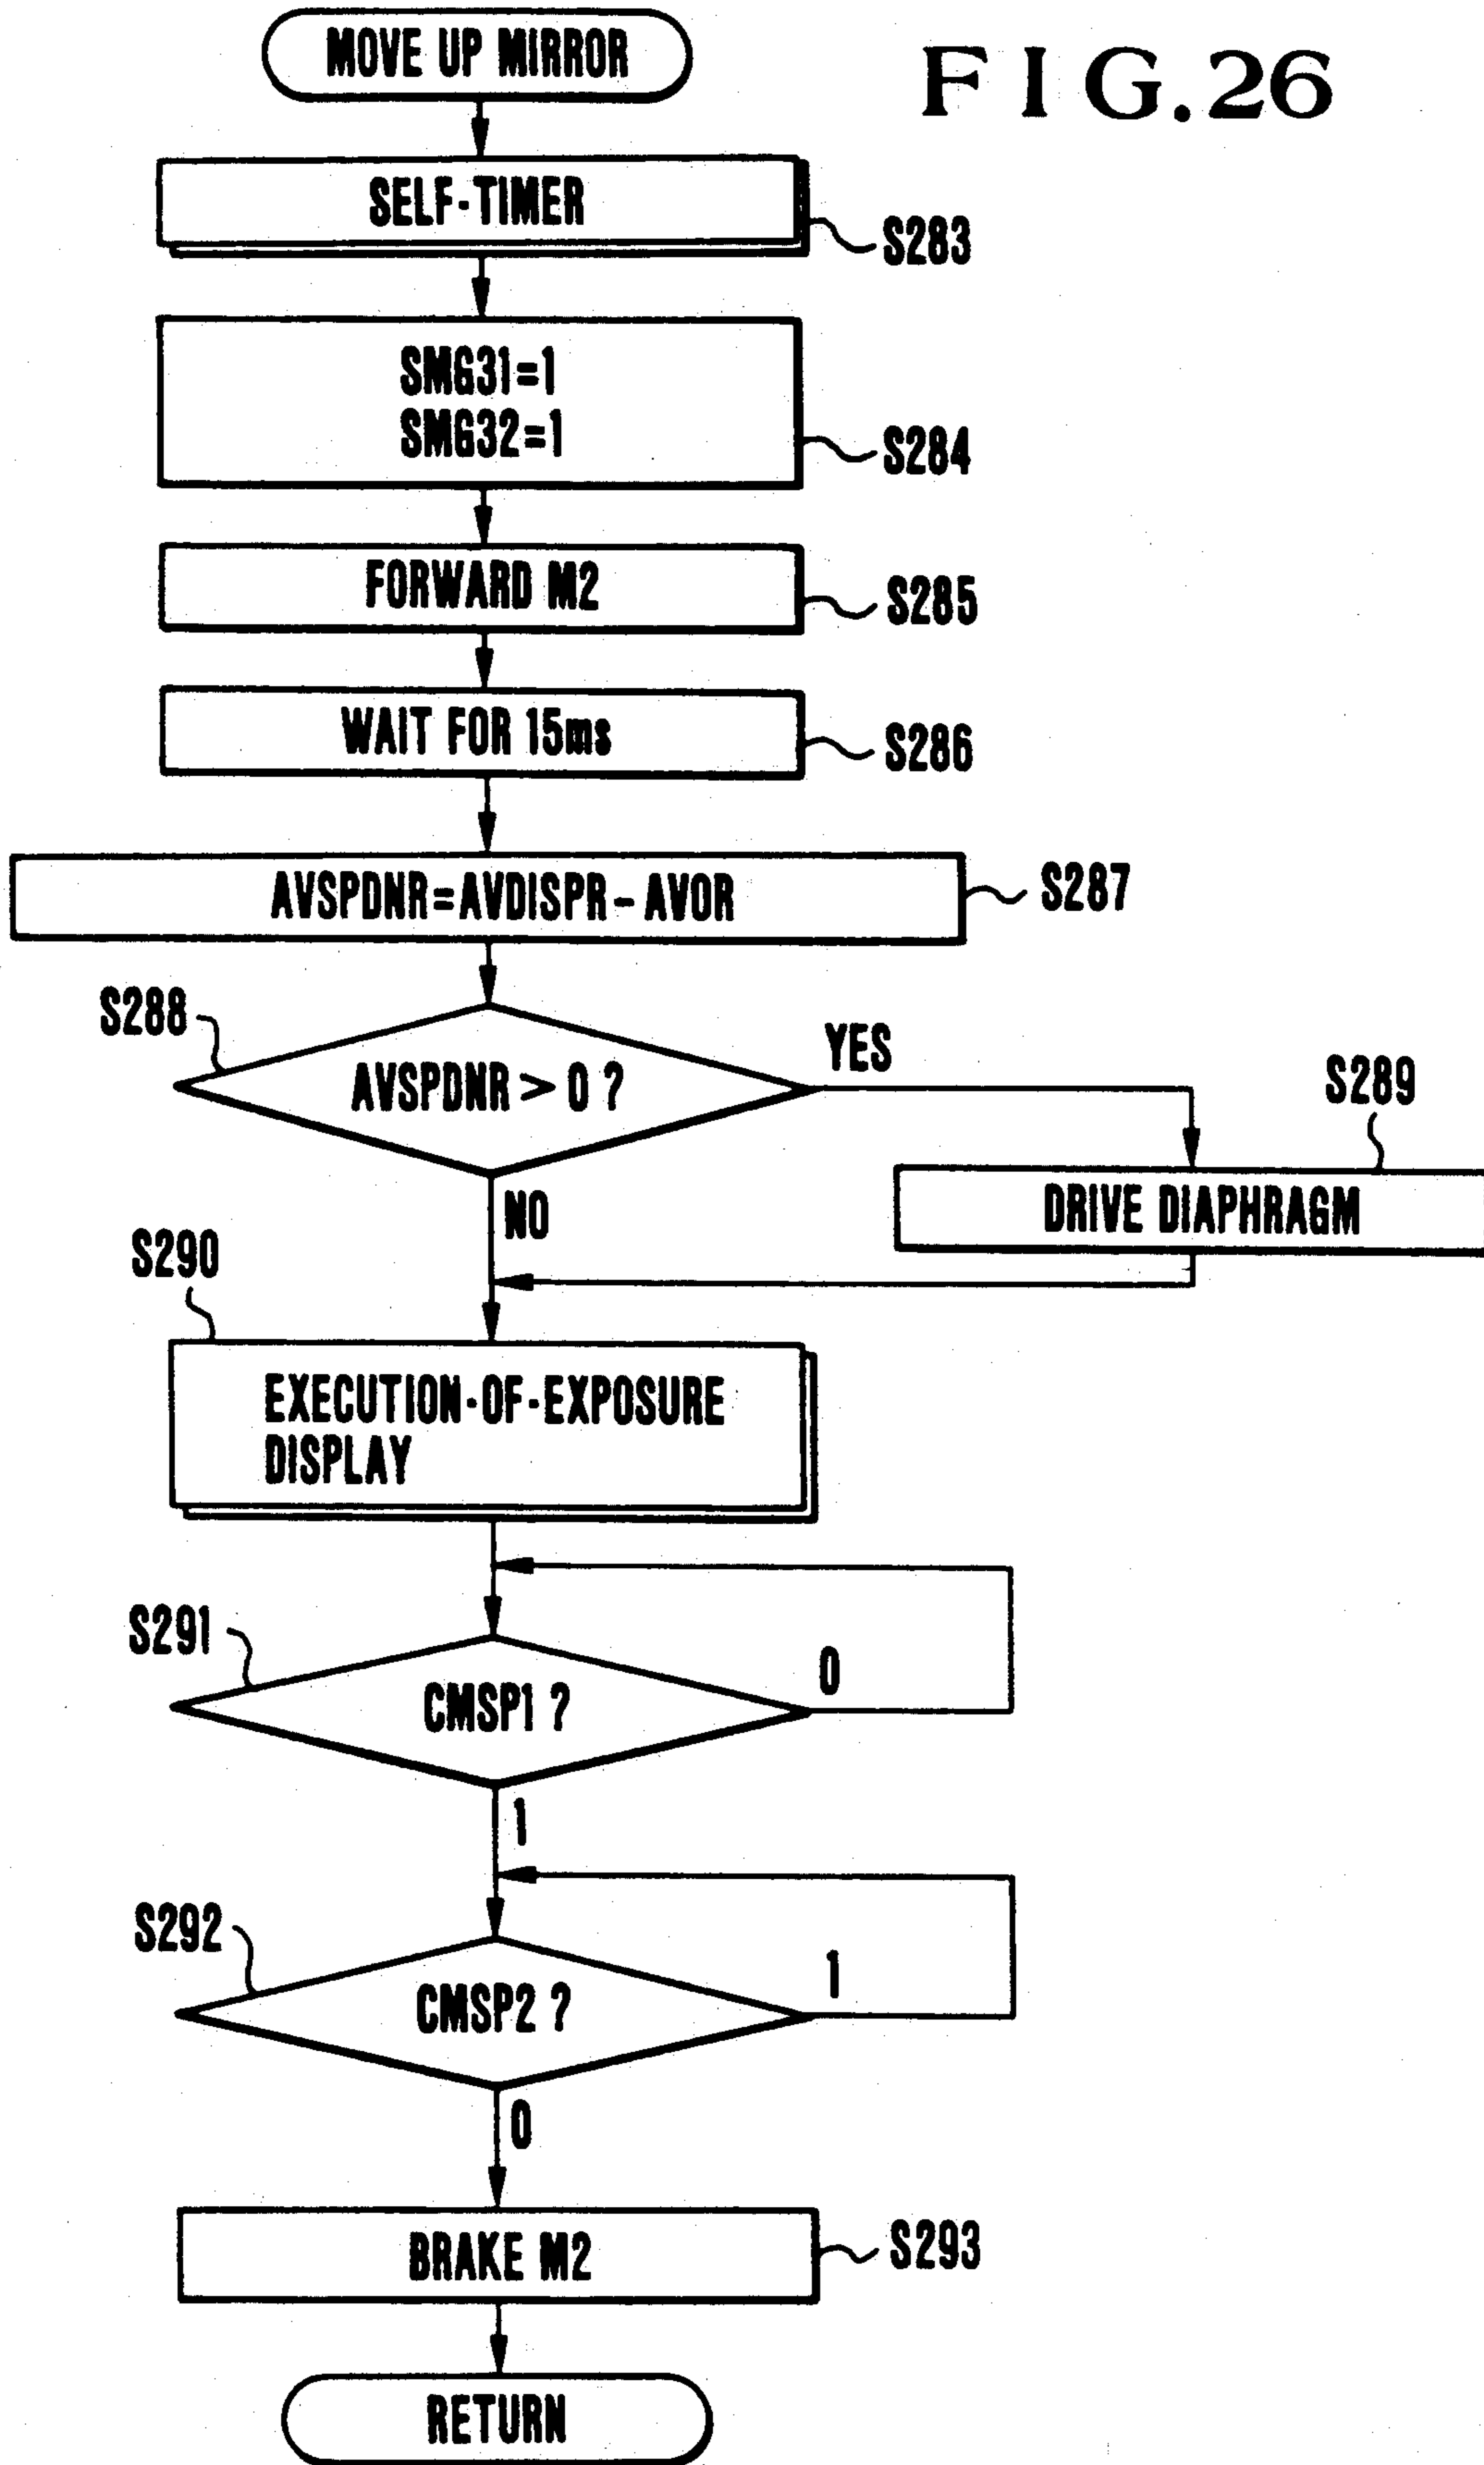 MOVE UP MIRROR
FIG.26
SELF-TIMER
S283
SMG31=1
SMG32=1
S284
FORWARD M2
S285
WAIT FOR 15ms
S286
AVSPDNR=AVDISPR-AVOR
S287
S288
AVSPDNR>0?
YES
S289
DRIVE DIAPHRAGM
NO
S290
EXECUTION-OF-EXPOSURE
DISPLAY
S291
CMSP1?
0
1
S292
CMSP2?
1
0
BRAKE M2
S293
RETURN